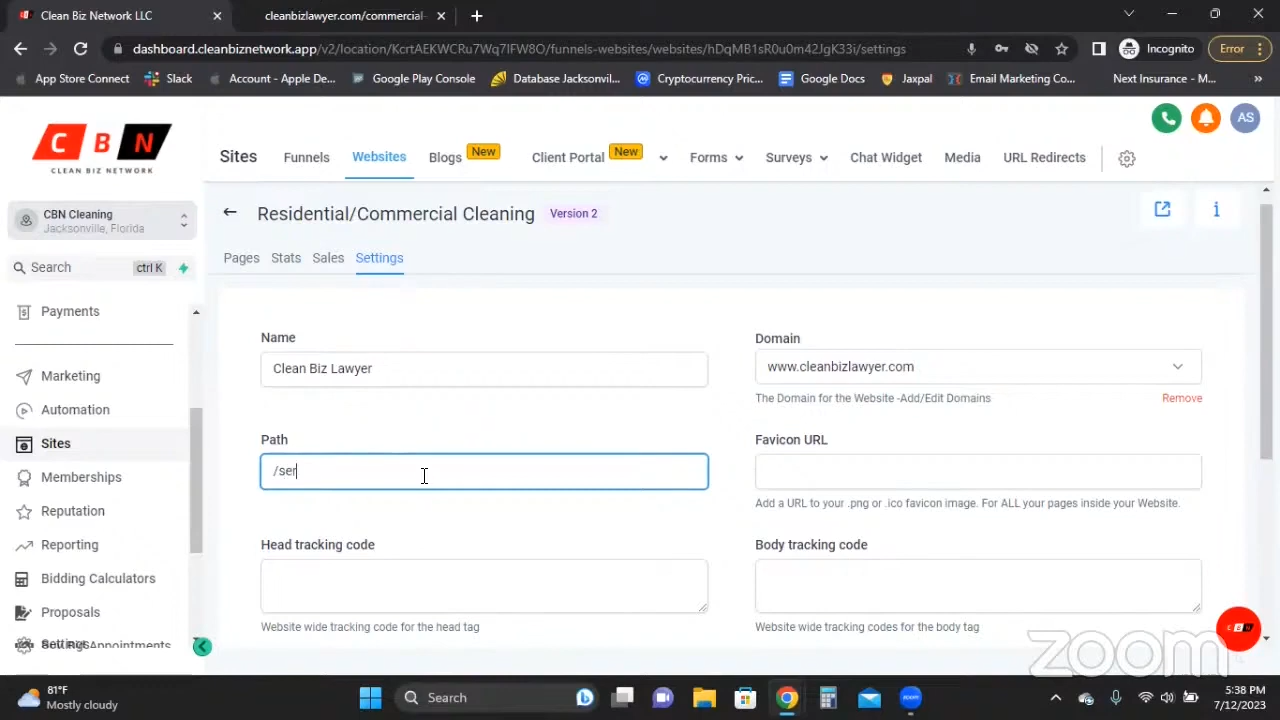 Clean Biz Network LLC
cleanbizlawyer.com/commercial-
dashboard.cleanbiznetwork.app/v2/location/KcrtAEKWCRu7Wq7IFW8O/funnels-websites/websites/hDqMB1sR0u0m42JgK33i/settings
Incognito
Error
App Store Connect
Slack
Account - Apple De...
Google Play Console
Database Jacksonvil...
Cryptocurrency Pric...
Google Docs
Jaxpal
Email Marketing Co...
Next Insurance - M...
»
CBN
CLEAN BIZ NETWORK
CBN Cleaning
Jacksonville, Florida
Search
ctrl K
Payments
Marketing
Automation
Sites
Memberships
Reputation
Reporting
Bidding Calculators
Proposals
AS
Sites
Funnels
Websites
Blogs
New
Client Portal
New
Forms
Surveys
Chat Widget
Media
URL Redirects
Residential/Commercial Cleaning
Version 2
Pages
Stats
Sales
Settings
Name
Clean Biz Lawyer
Domain
www.cleanbizlawyer.com
The Domain for the Website -Add/Edit Domains
Remove
Path
/ser
Favicon URL
Add a URL to your .png or .ico favicon image. For ALL your pages inside your Website.
Head tracking code
Website wide tracking code for the head tag
Body tracking code
Website wide tracking codes for the body tag
CBN
zoom
81°F
Mostly cloudy
Search
zoom
5:38 PM
7/12/2023